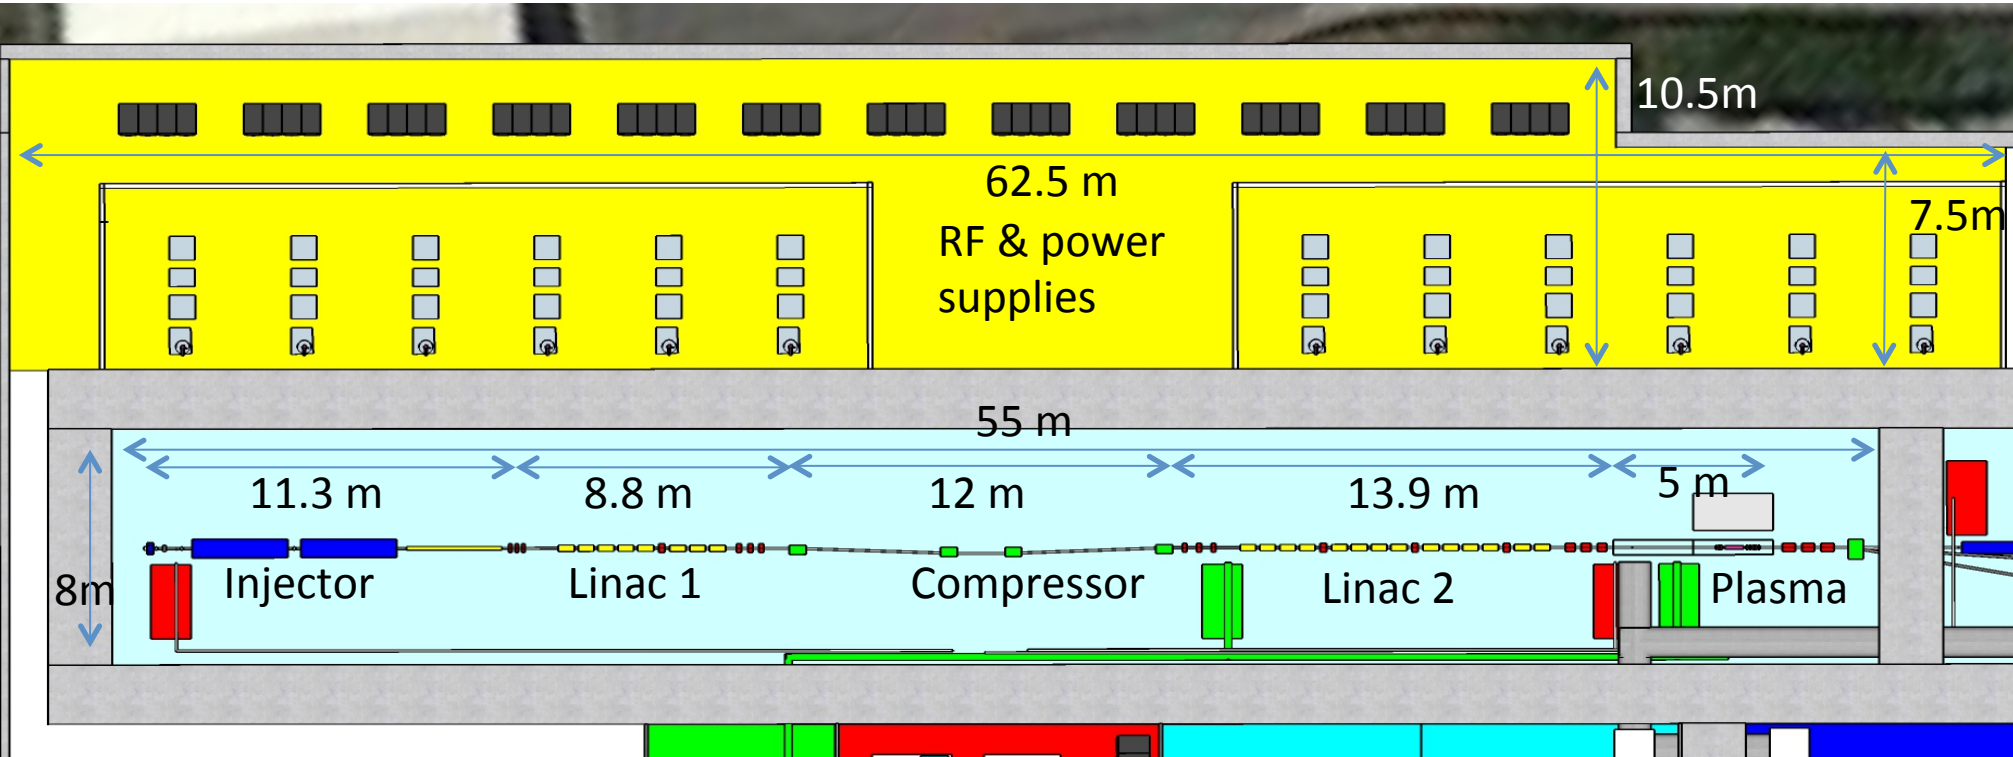 10.5m
62.5 m
7.5m
RF & power
supplies
55 m
11.3 m
8.8 m
12 m
13.9 m
5 m
8m
Injector
Linac 1
Compressor
Linac 2
Plasma